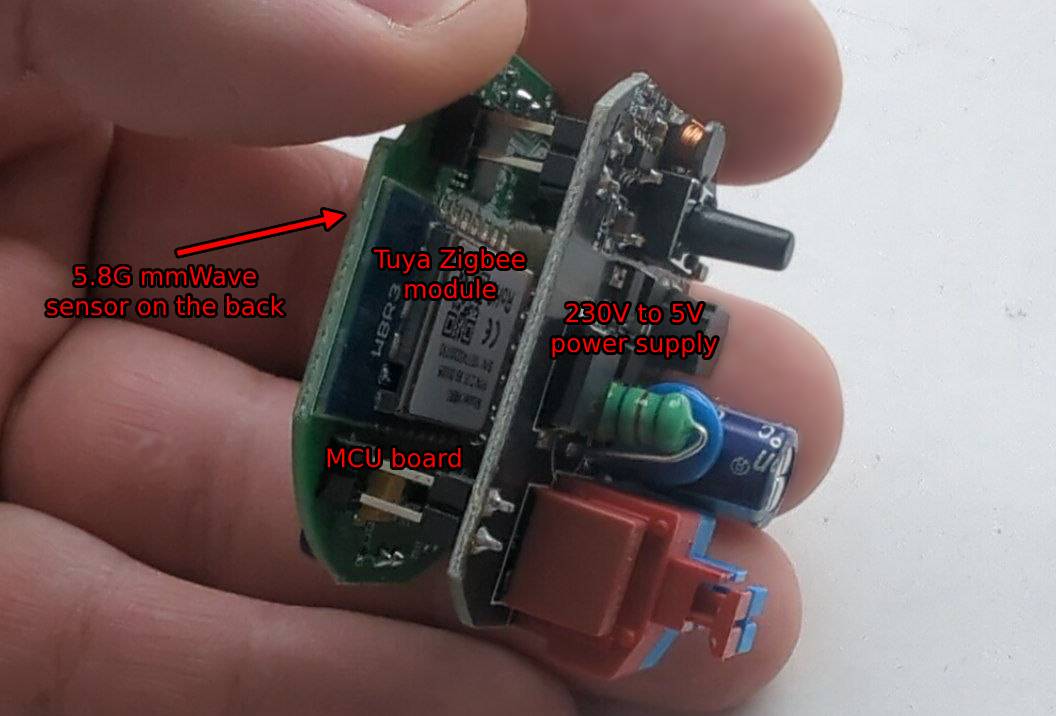 5.8G mmWave
sensor on the back
Tuya Zigbee
module
230V to 5V
power supply
MCU board